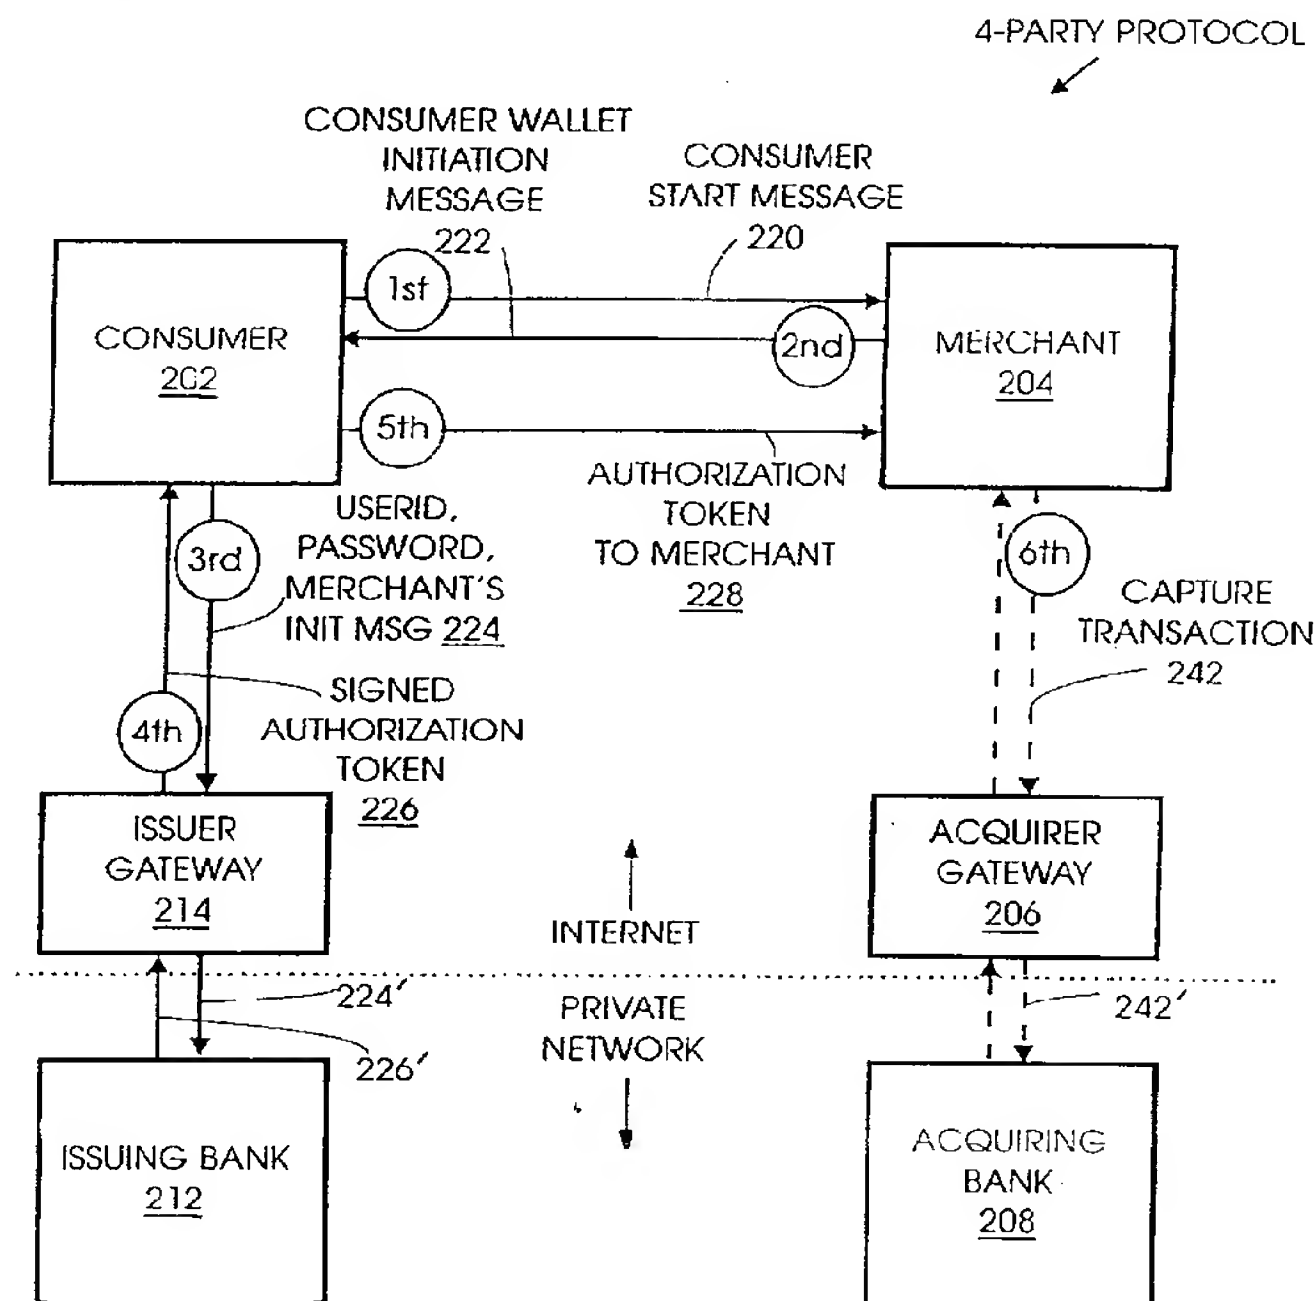 4-PARTY PROTOCOL
CONSUMER WALLET
INITIATION
MESSAGE
222
CONSUMER
START MESSAGE
220
1st
2nd
CONSUMER
202
MERCHANT
204
5th
AUTHORIZATION
TOKEN
TO MERCHANT
228
USERID,
PASSWORD,
MERCHANT'S
INIT MSG 224
3rd
6th
CAPTURE
TRANSACTION
242
SIGNED
AUTHORIZATION
TOKEN
226
4th
ISSUER
GATEWAY
214
ACQUIRER
GATEWAY
206
INTERNET
PRIVATE
NETWORK
224'
226'
242'
ISSUING BANK
212
ACQUIRING
BANK
208